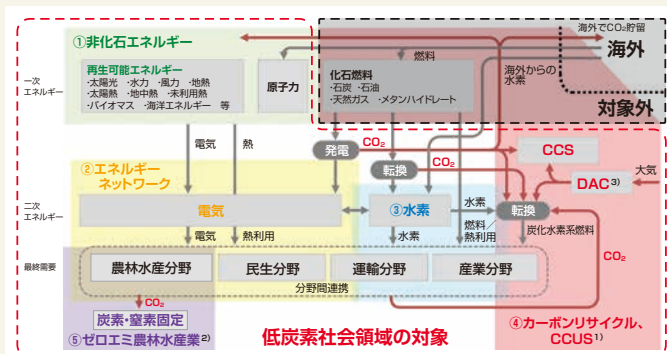 海外でCO₂貯留
海外
対象外
①非化石エネルギー
一次
エネルギー
再生可能エネルギー
・太陽光 ・水力 ・風力 ・地熱
・太陽熱 ・地中熱 ・未利用熱
・バイオマス ・海洋エネルギー 等
原子力
燃料
化石燃料
・石炭 ・石油
・天然ガス ・メタンハイドレート
海外からの
水素
電気
熱
発電
CO₂
転換
CO₂
CCS
大気
DAC³⁾
②エネルギー
ネットワーク
二次
エネルギー
電気
③水素
水素
転換
燃料/
熱利用
炭化水素系燃料
電気
熱利用
水素
最終需要
農林水産分野
民生分野
運輸分野
産業分野
分野間連携
CO₂
CO₂
炭素・窒素固定
⑤ゼロエミ農林水産業²⁾
低炭素社会領域の対象
④カーボンリサイクル、
CCUS¹⁾